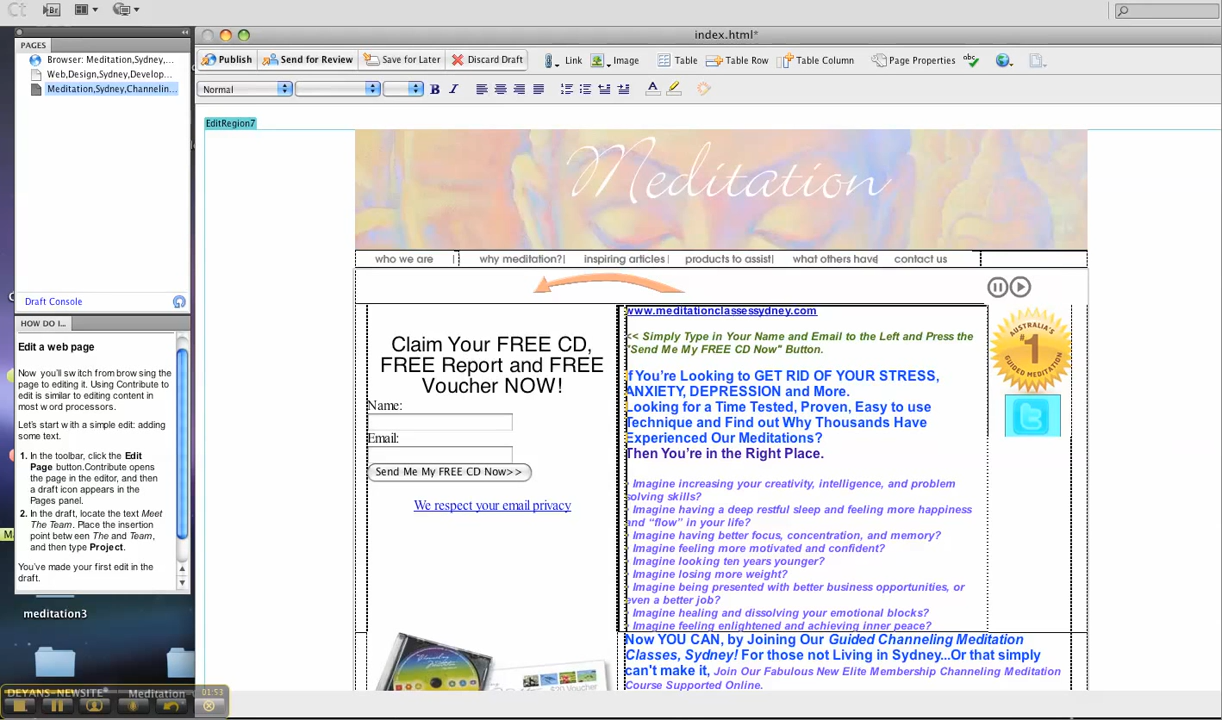 Ct
Br
index.html*
PAGES
Browser: Meditation,Sydney,...
Web,Design,Sydney,Develop...
Meditation,Sydney,Channelin...
Publish
Send for Review
Save for Later
Discard Draft
Link
Image
Table
Table Row
Table Column
Page Properties
abc
Normal
B
I
A
EditRegion7
Meditation
who we are
why meditation?
inspiring articles
products to assist
what others have
contact us
Draft Console
HOW DO I...
Edit a web page
Now you'll switch from browsing the
page to editing it. Using Contribute to
edit is similar to editing content in
most word processors.
Let's start with a simple edit: adding
some text.
1. In the toolbar, click the Edit
Page button.Contribute opens
the page in the editor, and then
a draft icon appears in the
Pages panel.
2. In the draft, locate the text Meet
The Team. Place the insertion
point between The and Team,
and then type Project.
You've made your first edit in the
draft.
meditation3
DEYANS-NEWSITE
Meditation-
01:53
Claim Your FREE CD,
FREE Report and FREE
Voucher NOW!
Name:
Email:
Send Me My FREE CD Now>>
We respect your email privacy
www.meditationclassessydney.com
<< Simply Type in Your Name and Email to the Left and Press the
"Send Me My FREE CD Now" Button.
If You're Looking to GET RID OF YOUR STRESS,
ANXIETY, DEPRESSION and More.
Looking for a Time Tested, Proven, Easy to use
Technique and Find out Why Thousands Have
Experienced Our Meditations?
Then You're in the Right Place.
Imagine increasing your creativity, intelligence, and problem
solving skills?
Imagine having a deep restful sleep and feeling more happiness
and “flow” in your life?
Imagine having better focus, concentration, and memory?
Imagine feeling more motivated and confident?
Imagine looking ten years younger?
Imagine losing more weight?
Imagine being presented with better business opportunities, or
even a better job?
Imagine healing and dissolving your emotional blocks?
Imagine feeling enlightened and achieving inner peace?
Now YOU CAN, by Joining Our Guided Channeling Meditation
Classes, Sydney! For those not Living in Sydney...Or that simply
can't make it, Join Our Fabulous New Elite Membership Channeling Meditation
Course Supported Online.
AUSTRALIA'S
#1
GUIDED MEDITATION
t